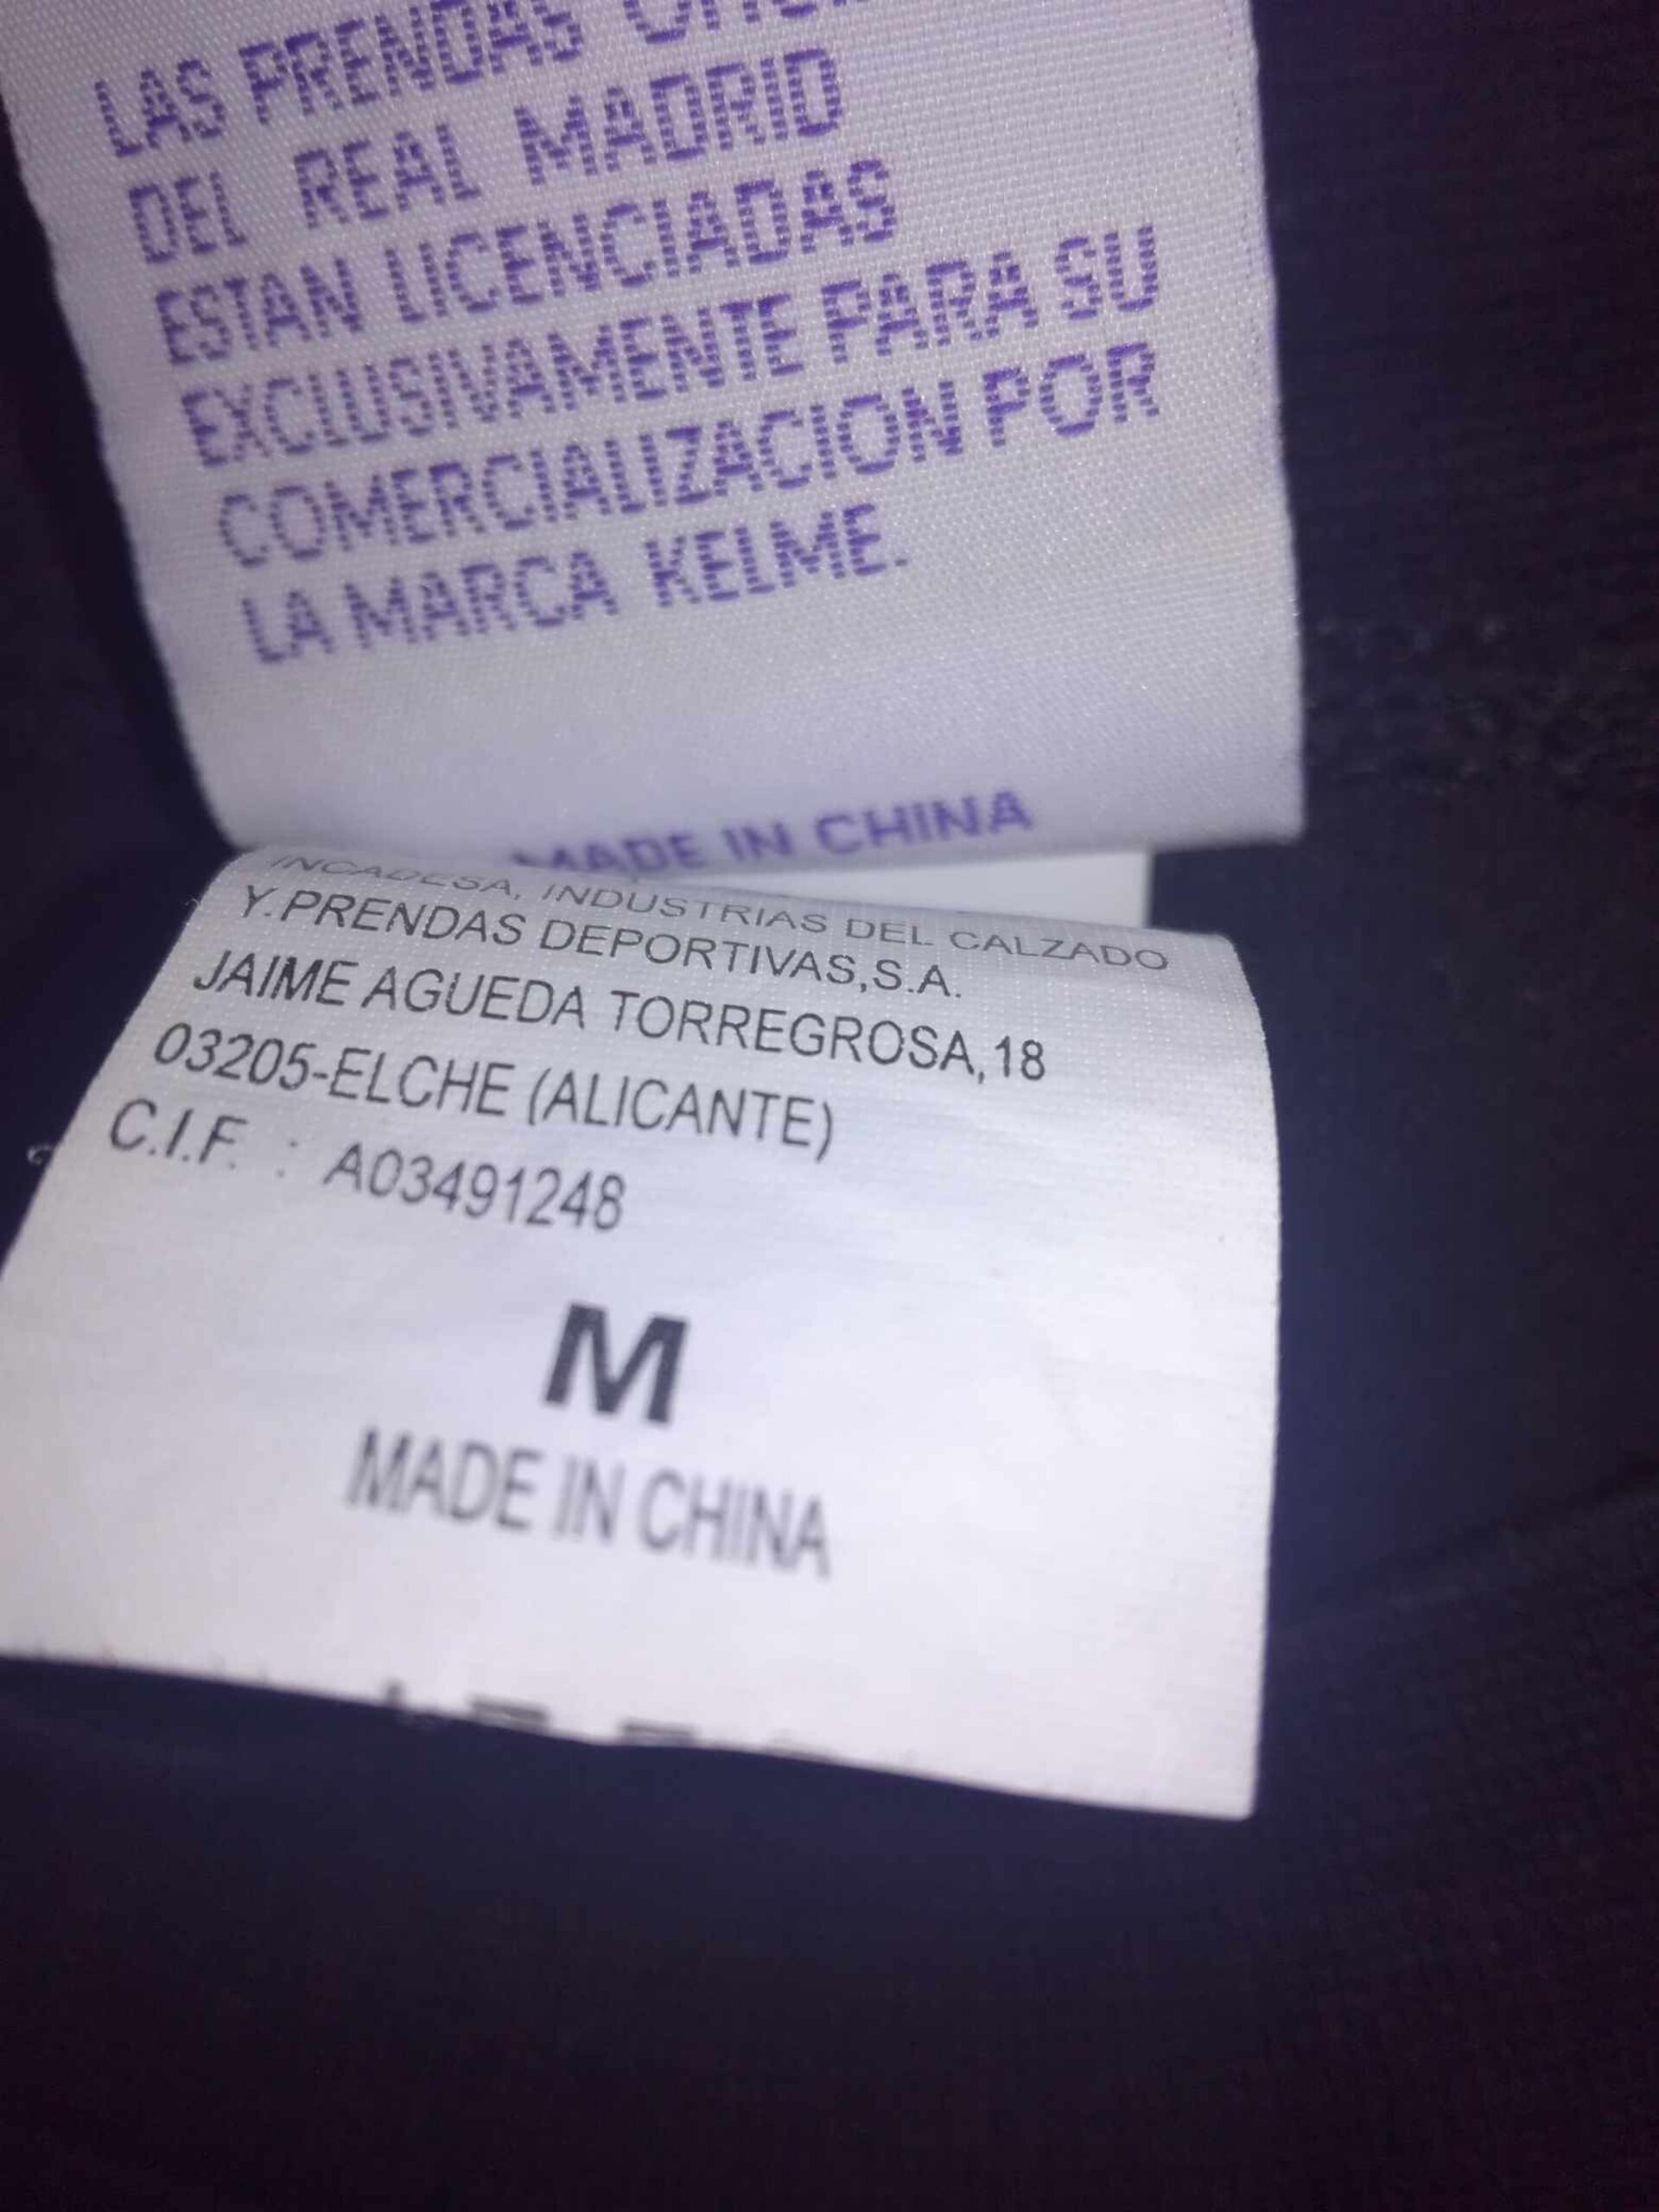 LAS PRENDAS
DEL REAL MADRID
ESTAN LICENCIADAS
EXCLUSIVAMENTE PARA SU
COMERCIALIZACION POR
LA MARCA KELME.
MADE IN CHINA
INCADESA, INDUSTRIAS DEL CALZADO
Y.PRENDAS DEPORTIVAS,S.A.
JAIME AGUEDA TORREGROSA,18
03205-ELCHE (ALICANTE)
C.I.F. : A03491248
M
MADE IN CHINA